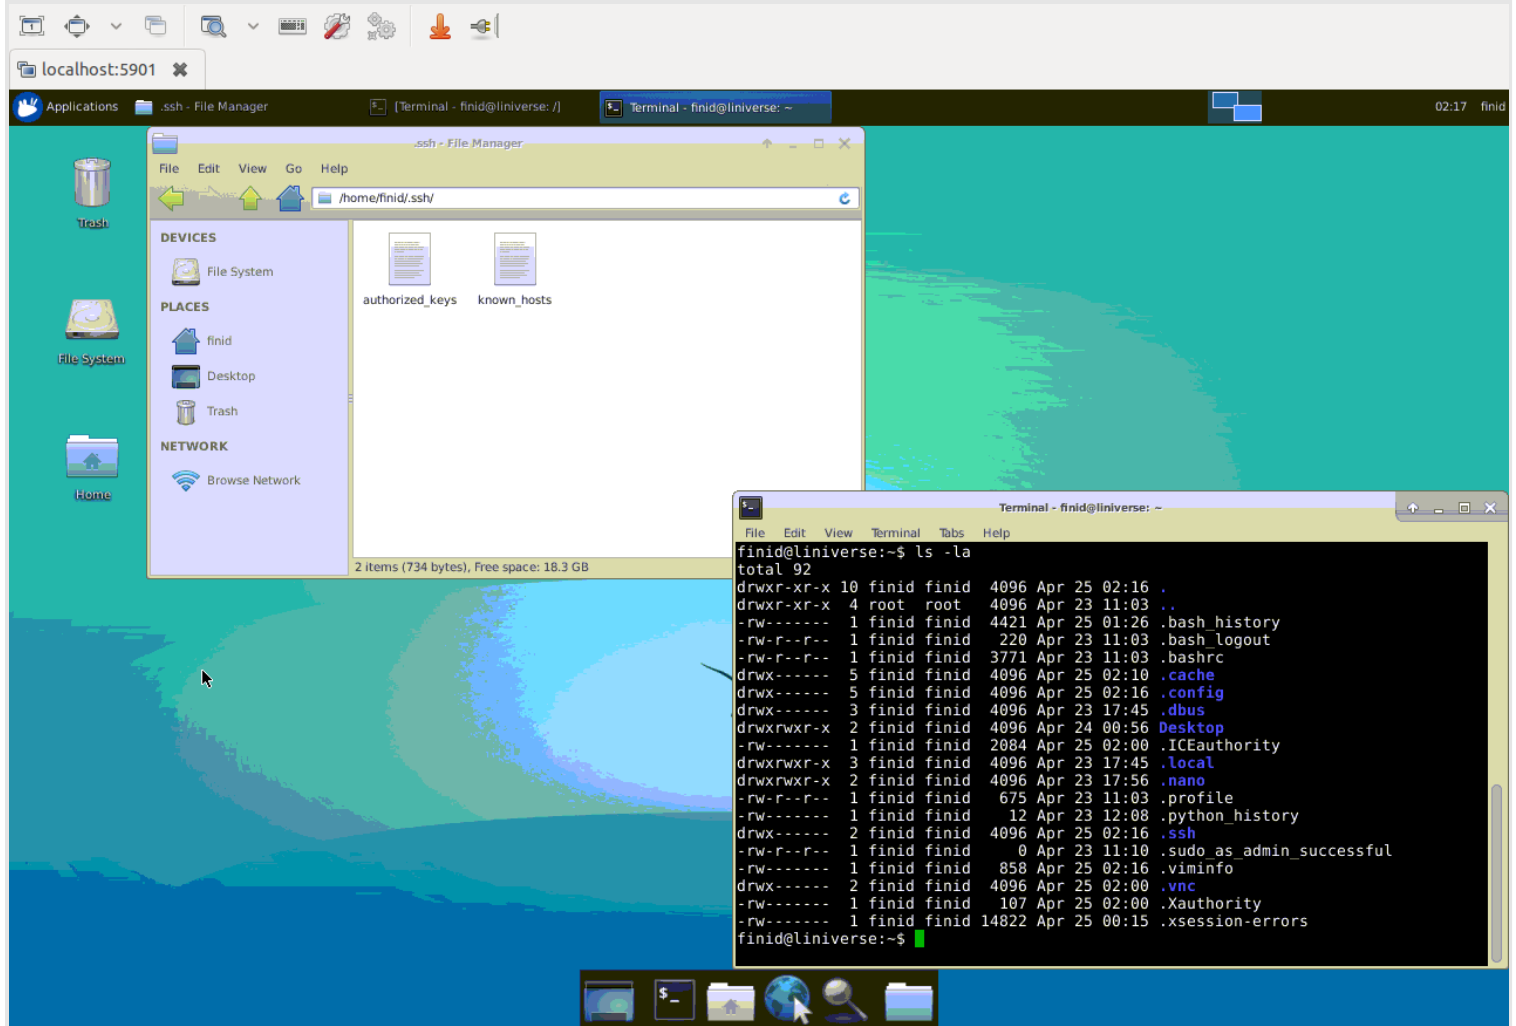 localhost:5901
Applications .ssh - File Manager [Terminal - finid@liniverse: /] Terminal - finid@liniverse: ~ 02:17 finid
Trash
File System
Home
.ssh - File Manager
File Edit View Go Help
/home/finid/.ssh/
DEVICES
File System
PLACES
finid
Desktop
Trash
NETWORK
Browse Network
authorized_keys known_hosts
2 items (734 bytes), Free space: 18.3 GB
Terminal - finid@liniverse: ~
File Edit View Terminal Tabs Help
finid@liniverse:~$ ls -la
total 92
drwxr-xr-x 10 finid finid  4096 Apr 25 02:16 .
drwxr-xr-x  4 root  root   4096 Apr 23 11:03 ..
-rw-------  1 finid finid  4421 Apr 25 01:26 .bash_history
-rw-r--r--  1 finid finid   220 Apr 23 11:03 .bash_logout
-rw-r--r--  1 finid finid  3771 Apr 23 11:03 .bashrc
drwx------  5 finid finid  4096 Apr 25 02:10 .cache
drwx------  5 finid finid  4096 Apr 25 02:16 .config
drwx------  3 finid finid  4096 Apr 23 17:45 .dbus
drwxrwxr-x  2 finid finid  4096 Apr 24 00:56 Desktop
-rw-------  1 finid finid  2084 Apr 25 02:00 .ICEauthority
drwxrwxr-x  3 finid finid  4096 Apr 23 17:45 .local
drwxrwxr-x  2 finid finid  4096 Apr 23 17:56 .nano
-rw-r--r--  1 finid finid   675 Apr 23 11:03 .profile
-rw-------  1 finid finid    12 Apr 23 12:08 .python_history
drwx------  2 finid finid  4096 Apr 25 02:16 .ssh
-rw-r--r--  1 finid finid     0 Apr 23 11:10 .sudo_as_admin_successful
-rw-------  1 finid finid   858 Apr 25 02:16 .viminfo
drwx------  2 finid finid  4096 Apr 25 02:00 .vnc
-rw-------  1 finid finid   107 Apr 25 02:00 .Xauthority
-rw-------  1 finid finid 14822 Apr 25 00:15 .xsession-errors
finid@liniverse:~$